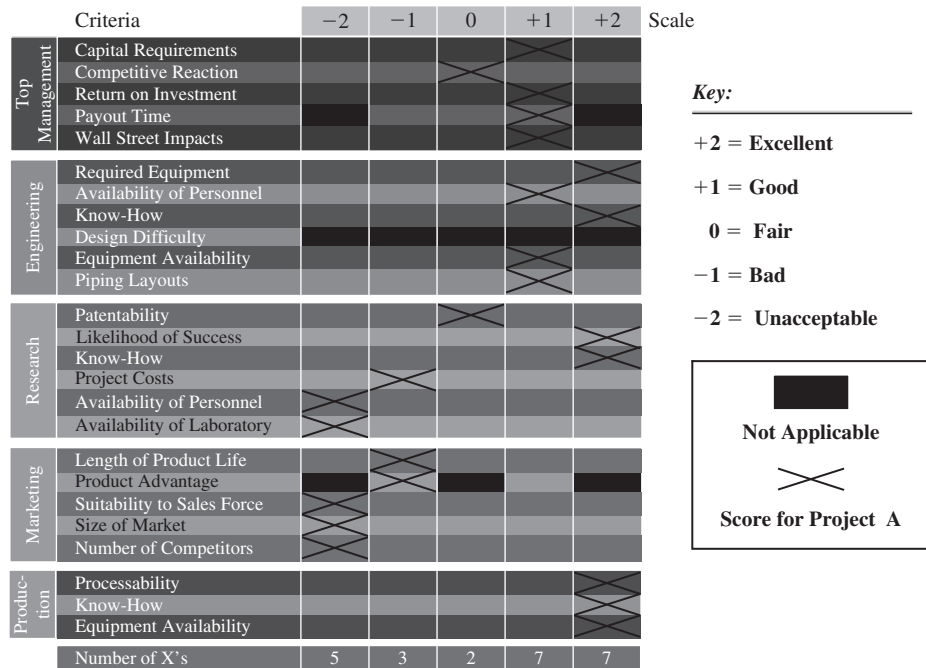 Criteria −2 −1 0 +1 +2 Scale
Top Management
Capital Requirements
Competitive Reaction
Return on Investment
Payout Time
Wall Street Impacts
Engineering
Required Equipment
Availability of Personnel
Know-How
Design Difficulty
Equipment Availability
Piping Layouts
Research
Patentability
Likelihood of Success
Know-How
Project Costs
Availability of Personnel
Availability of Laboratory
Marketing
Length of Product Life
Product Advantage
Suitability to Sales Force
Size of Market
Number of Competitors
Produc-
tion
Processability
Know-How
Equipment Availability
Number of X's 5 3 2 7 7
Key:
+2 = Excellent
+1 = Good
0 = Fair
−1 = Bad
−2 = Unacceptable
Not Applicable
Score for Project A